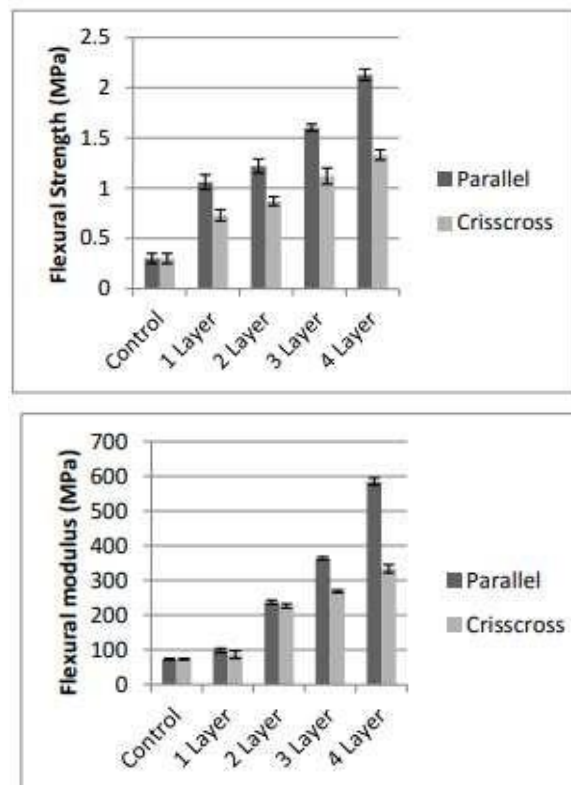 Flexural Strength (MPa)
2.5
2
1.5
1
0.5
0
Control
1 Layer
2 Layer
3 Layer
4 Layer
Parallel
Crisscross
Flexural modulus (MPa)
700
600
500
400
300
200
100
0
Control
1 Layer
2 Layer
3 Layer
4 Layer
Parallel
Crisscross